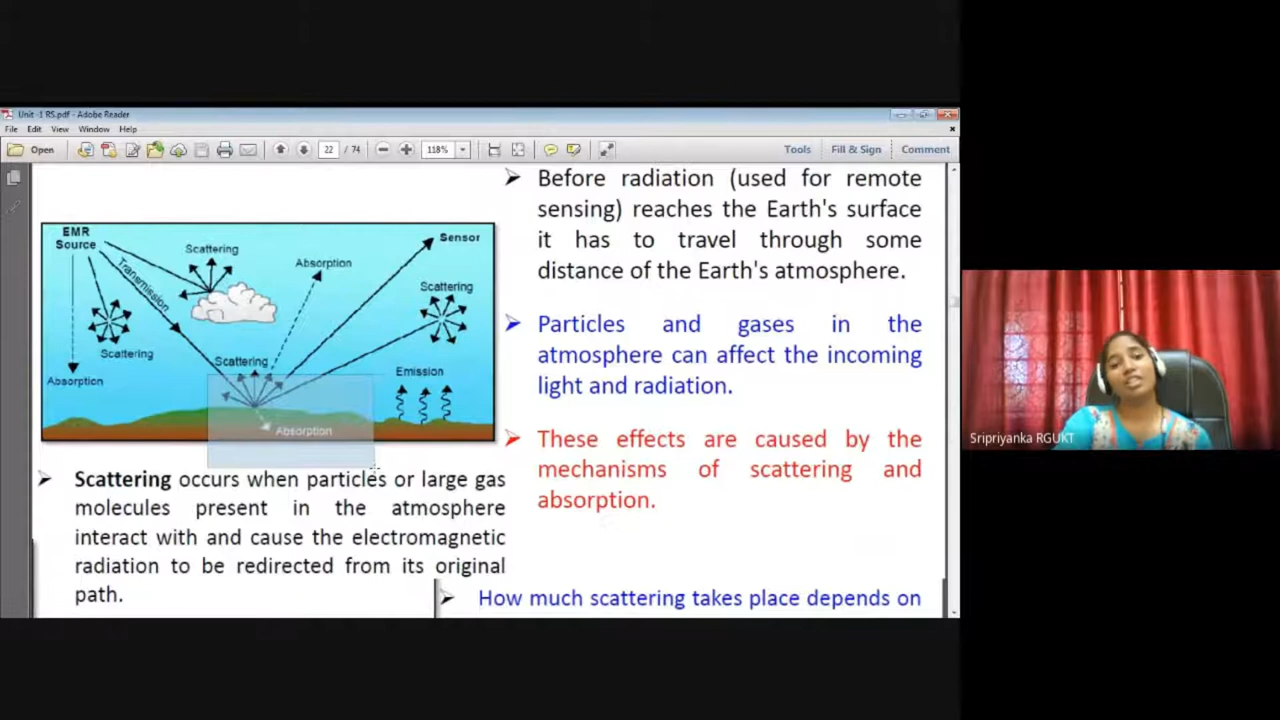 Unit -1 RS.pdf - Adobe Reader
File Edit View Window Help
Open 22 / 74 118% Tools Fill & Sign Comment
EMR
Source
Scattering
Absorption
Sensor
Transmission
Scattering
Scattering
Absorption
Scattering
Emission
Absorption
➢ Scattering occurs when particles or large gas
molecules present in the atmosphere
interact with and cause the electromagnetic
radiation to be redirected from its original
path.
➢ Before radiation (used for remote
sensing) reaches the Earth's surface
it has to travel through some
distance of the Earth's atmosphere.
➢ Particles and gases in the
atmosphere can affect the incoming
light and radiation.
➢ These effects are caused by the
mechanisms of scattering and
absorption.
➢ How much scattering takes place depends on
Sripriyanka RGUKT